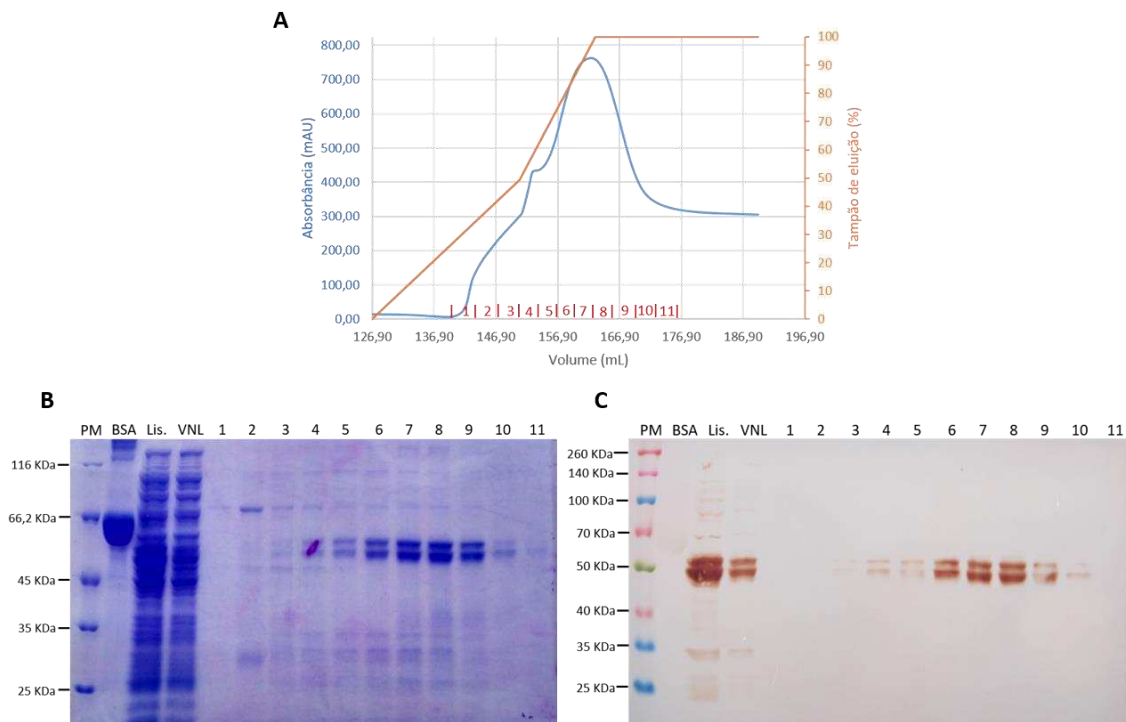 A
800,00
700,00
600,00
500,00
400,00
300,00
200,00
100,00
0,00
Absorbância (mAU)
100
90
80
70
60
50
40
30
20
10
0
Tampão de eluição (%)
1 2 3 4 5 6 7 8 9 10 11
126,90 136,90 146,90 156,90 166,90 176,90 186,90 196,90
Volume (mL)
B
PM BSA Lis. VNL 1 2 3 4 5 6 7 8 9 10 11
116 KDa
66,2 KDa
45 KDa
35 KDa
25 KDa
C
PM BSA Lis. VNL 1 2 3 4 5 6 7 8 9 10 11
260 KDa
140 KDa
100 KDa
70 KDa
50 KDa
40 KDa
35 KDa
25 KDa